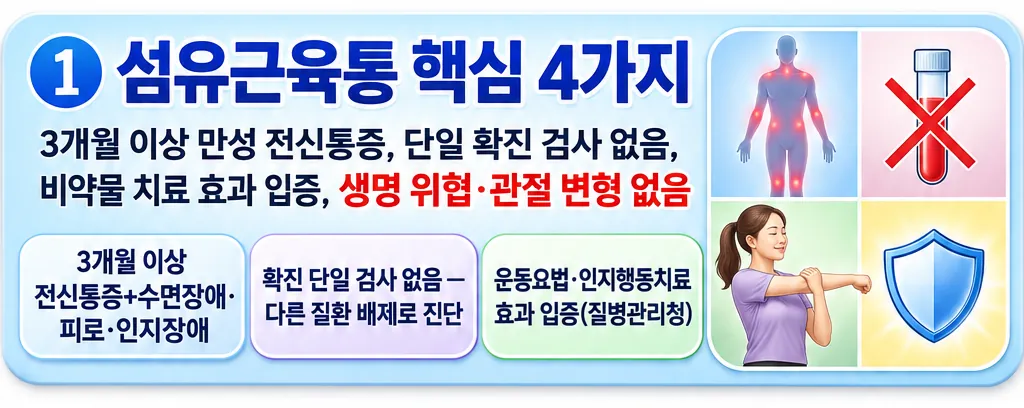 1 섬유근육통 핵심 4가지
3개월 이상 만성 전신통증, 단일 확진 검사 없음,
비약물 치료 효과 입증, 생명 위협·관절 변형 없음
3개월 이상
전신통증+수면장애·
피로·인지장애
확진 단일 검사 없음 –
다른 질환 배제로 진단
운동요법·인지행동치료
효과 입증(질병관리청)